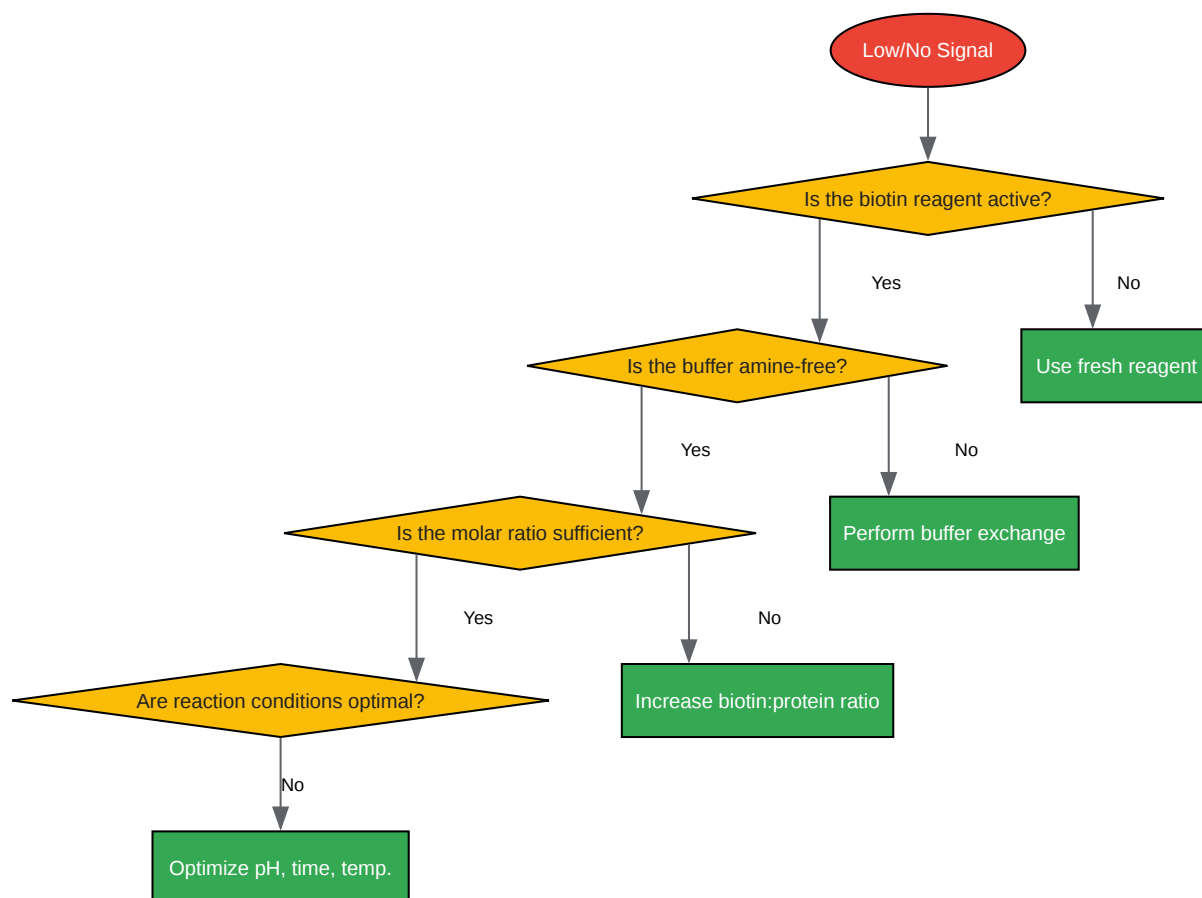 Low/No Signal
Is the biotin reagent active?
Yes
No
Is the buffer amine-free?
Use fresh reagent
Yes
No
Is the molar ratio sufficient?
Perform buffer exchange
Yes
No
Are reaction conditions optimal?
Increase biotin:protein ratio
No
Optimize pH, time, temp.